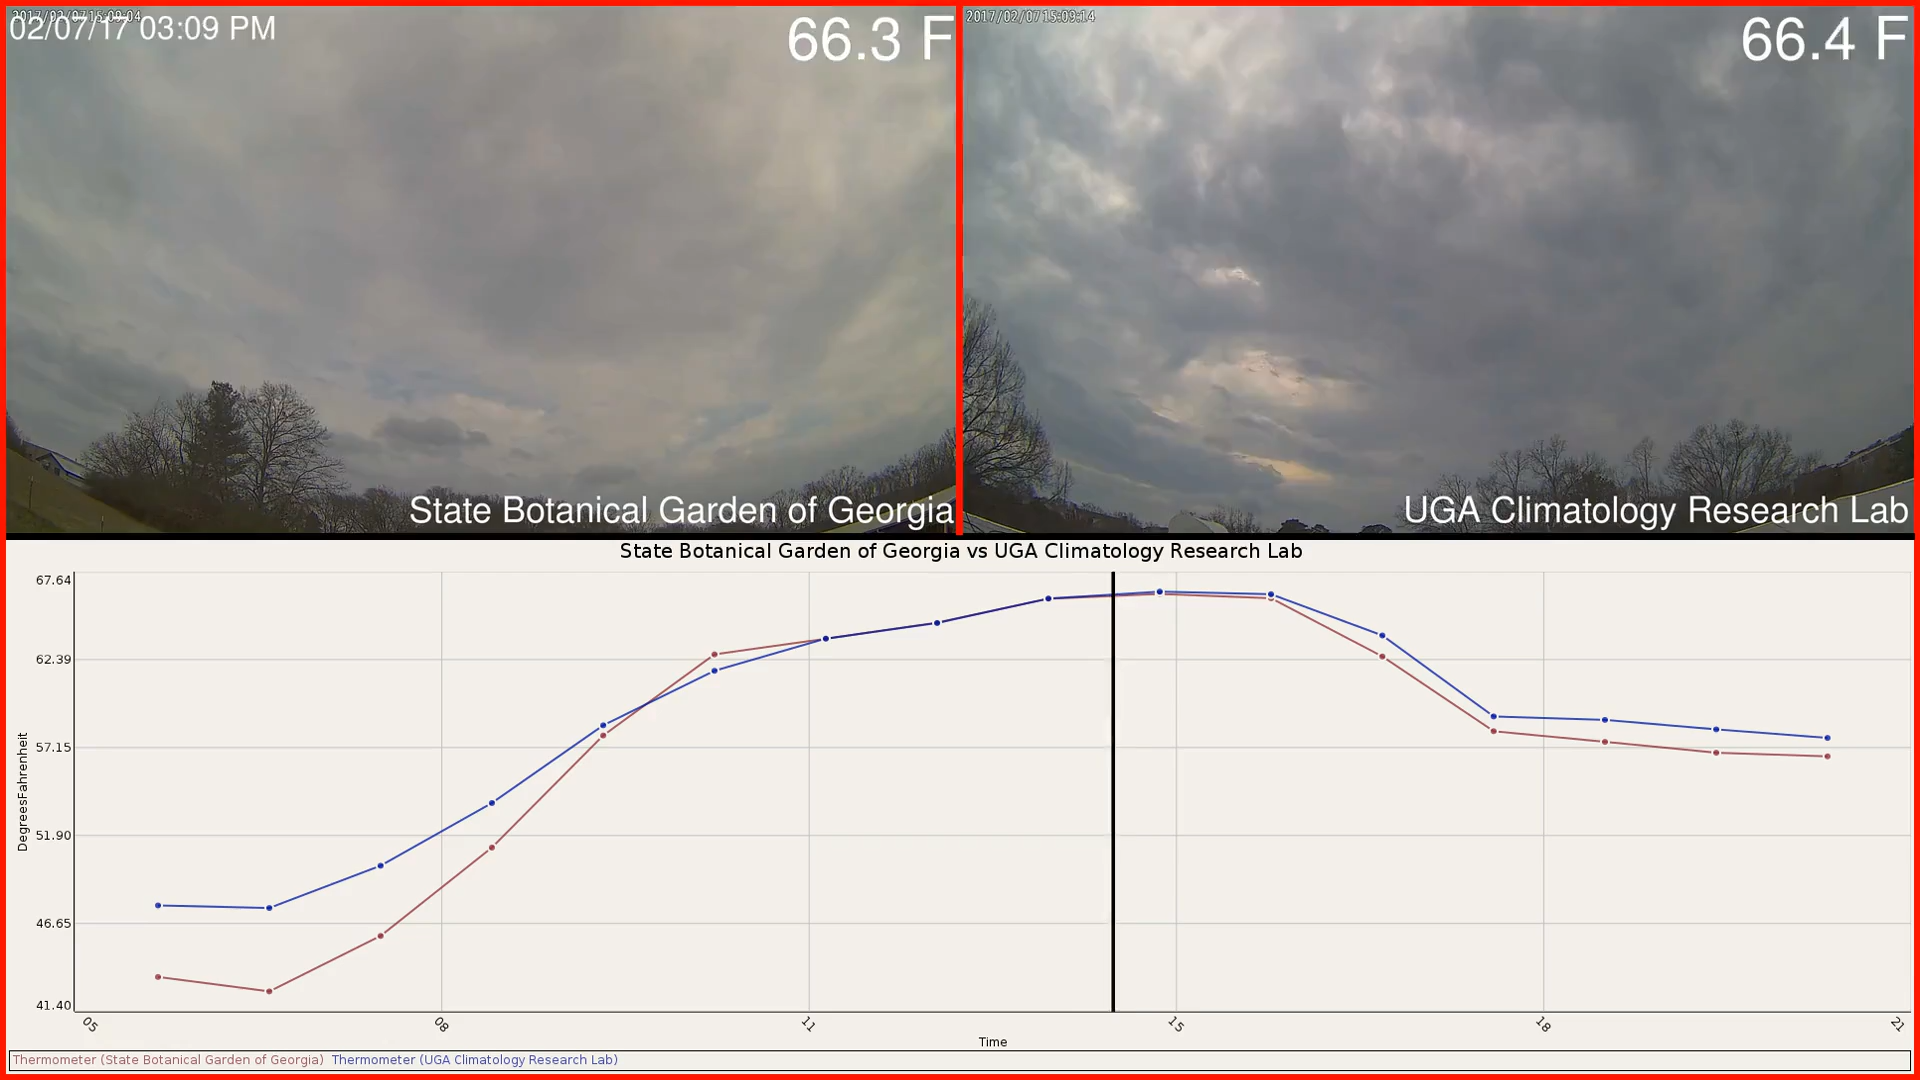 2017/02/07 15:09:04
02/07/17 03:09 PM
66.3 F
State Botanical Garden of Georgia
2017/02/07 15:09:14
66.4 F
UGA Climatology Research Lab
State Botanical Garden of Georgia vs UGA Climatology Research Lab
67.64
62.39
57.15
51.90
46.65
41.40
DegreesFahrenheit
05
08
11
15
18
21
Time
Thermometer (State Botanical Garden of Georgia) Thermometer (UGA Climatology Research Lab)